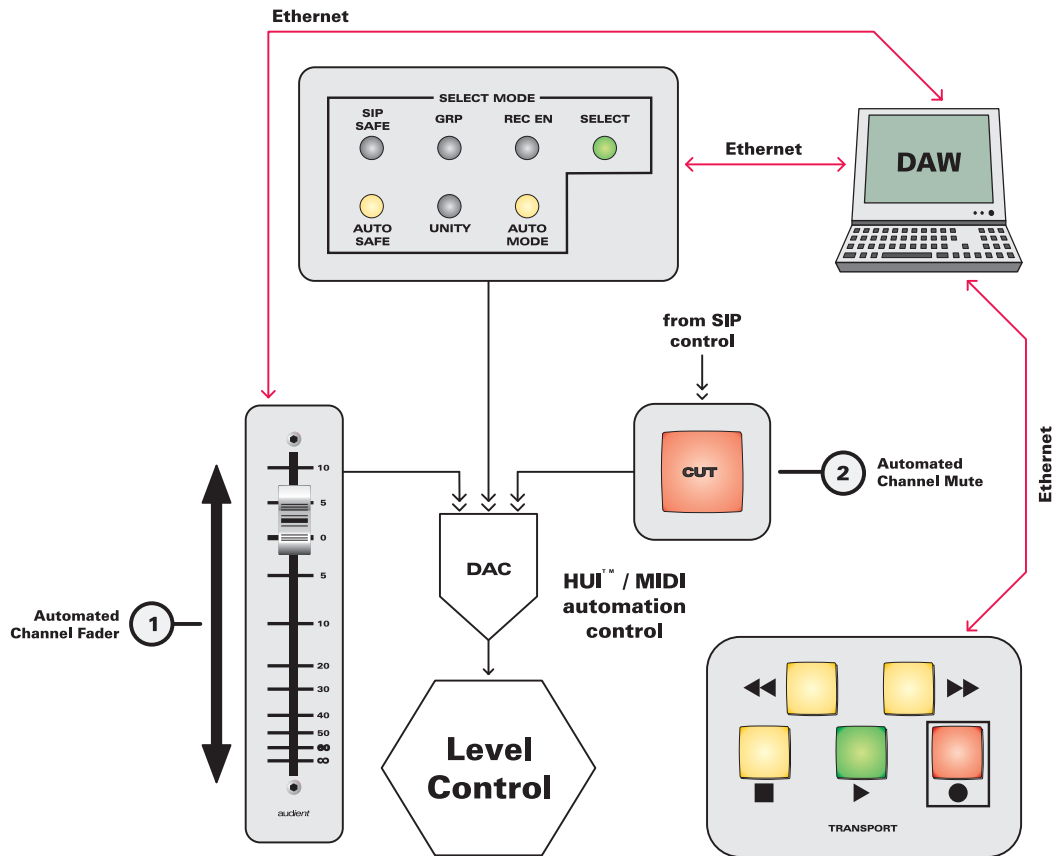 Ethernet
SELECT MODE
SIP
SAFE
GRP
REC EN
SELECT
AUTO
SAFE
UNITY
AUTO
MODE
Ethernet
DAW
from SIP
control
CUT
2
Automated
Channel Mute
Ethernet
10
5
0
5
10
20
30
40
50
60
∞
audient
Automated
Channel Fader
1
DAC
HUI™ / MIDI
automation
control
Level
Control
TRANSPORT